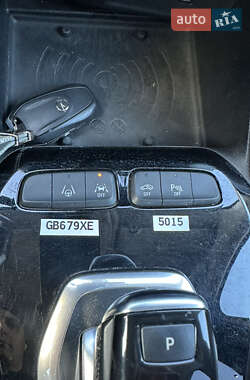 auto RIA
OFF OFF OFF
GB679XE 5015
P